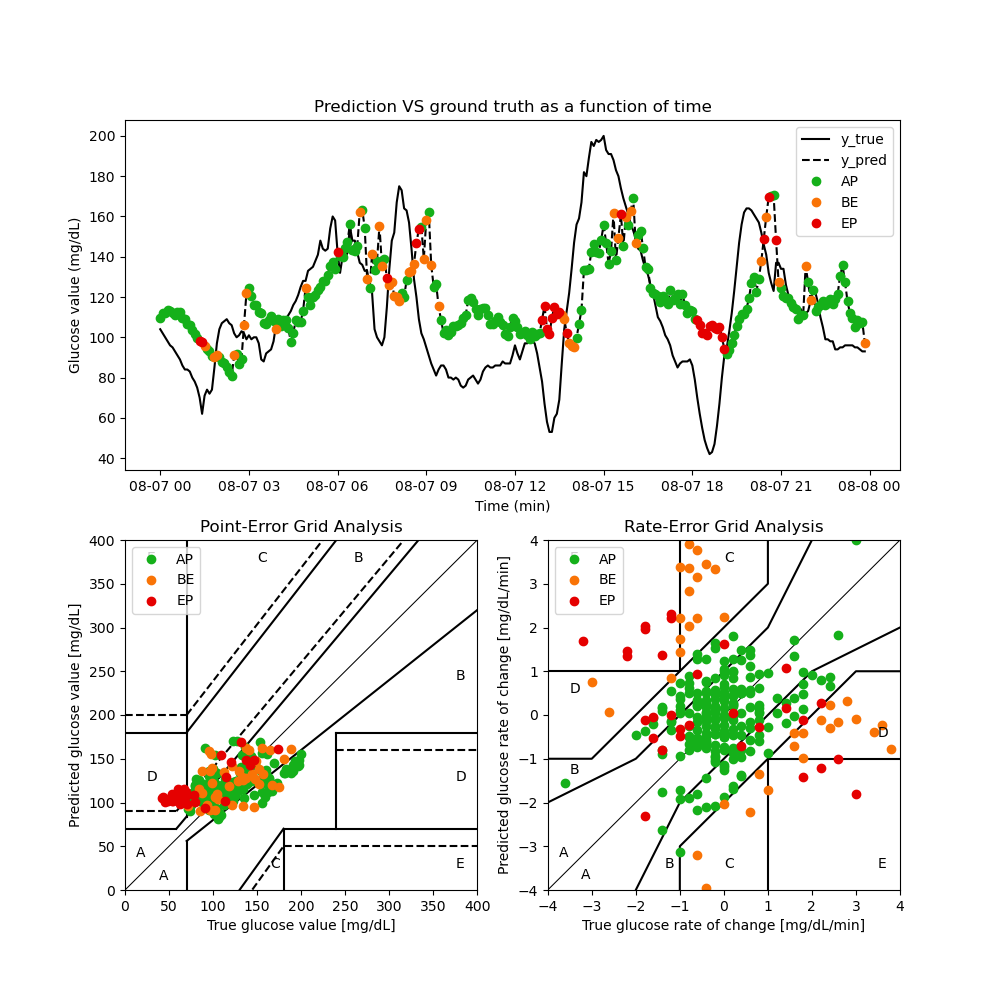 Prediction VS ground truth as a function of time
Glucose value (mg/dL)
200
180
160
140
120
100
80
60
40
y_true
y_pred
AP
BE
EP
08-07 00 08-07 03 08-07 06 08-07 09 08-07 12 08-07 15 08-07 18 08-07 21 08-08 00
Time (min)
Point-Error Grid Analysis
Predicted glucose value [mg/dL]
400
350
300
250
200
150
100
50
0
AP
BE
EP
C
B
B
D
D
A
A
C
E
0 50 100 150 200 250 300 350 400
True glucose value [mg/dL]
Rate-Error Grid Analysis
Predicted glucose rate of change [mg/dL/min]
4
3
2
1
0
−1
−2
−3
−4
AP
BE
EP
C
D
D
B
A
A
B
C
E
−4 −3 −2 −1 0 1 2 3 4
True glucose rate of change [mg/dL/min]